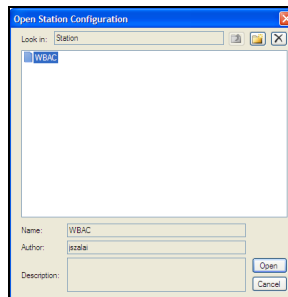 Open Station Configuration
Look in: Station
WBAC
Name: WBAC
Author: jszalai
Description:
Open
Cancel